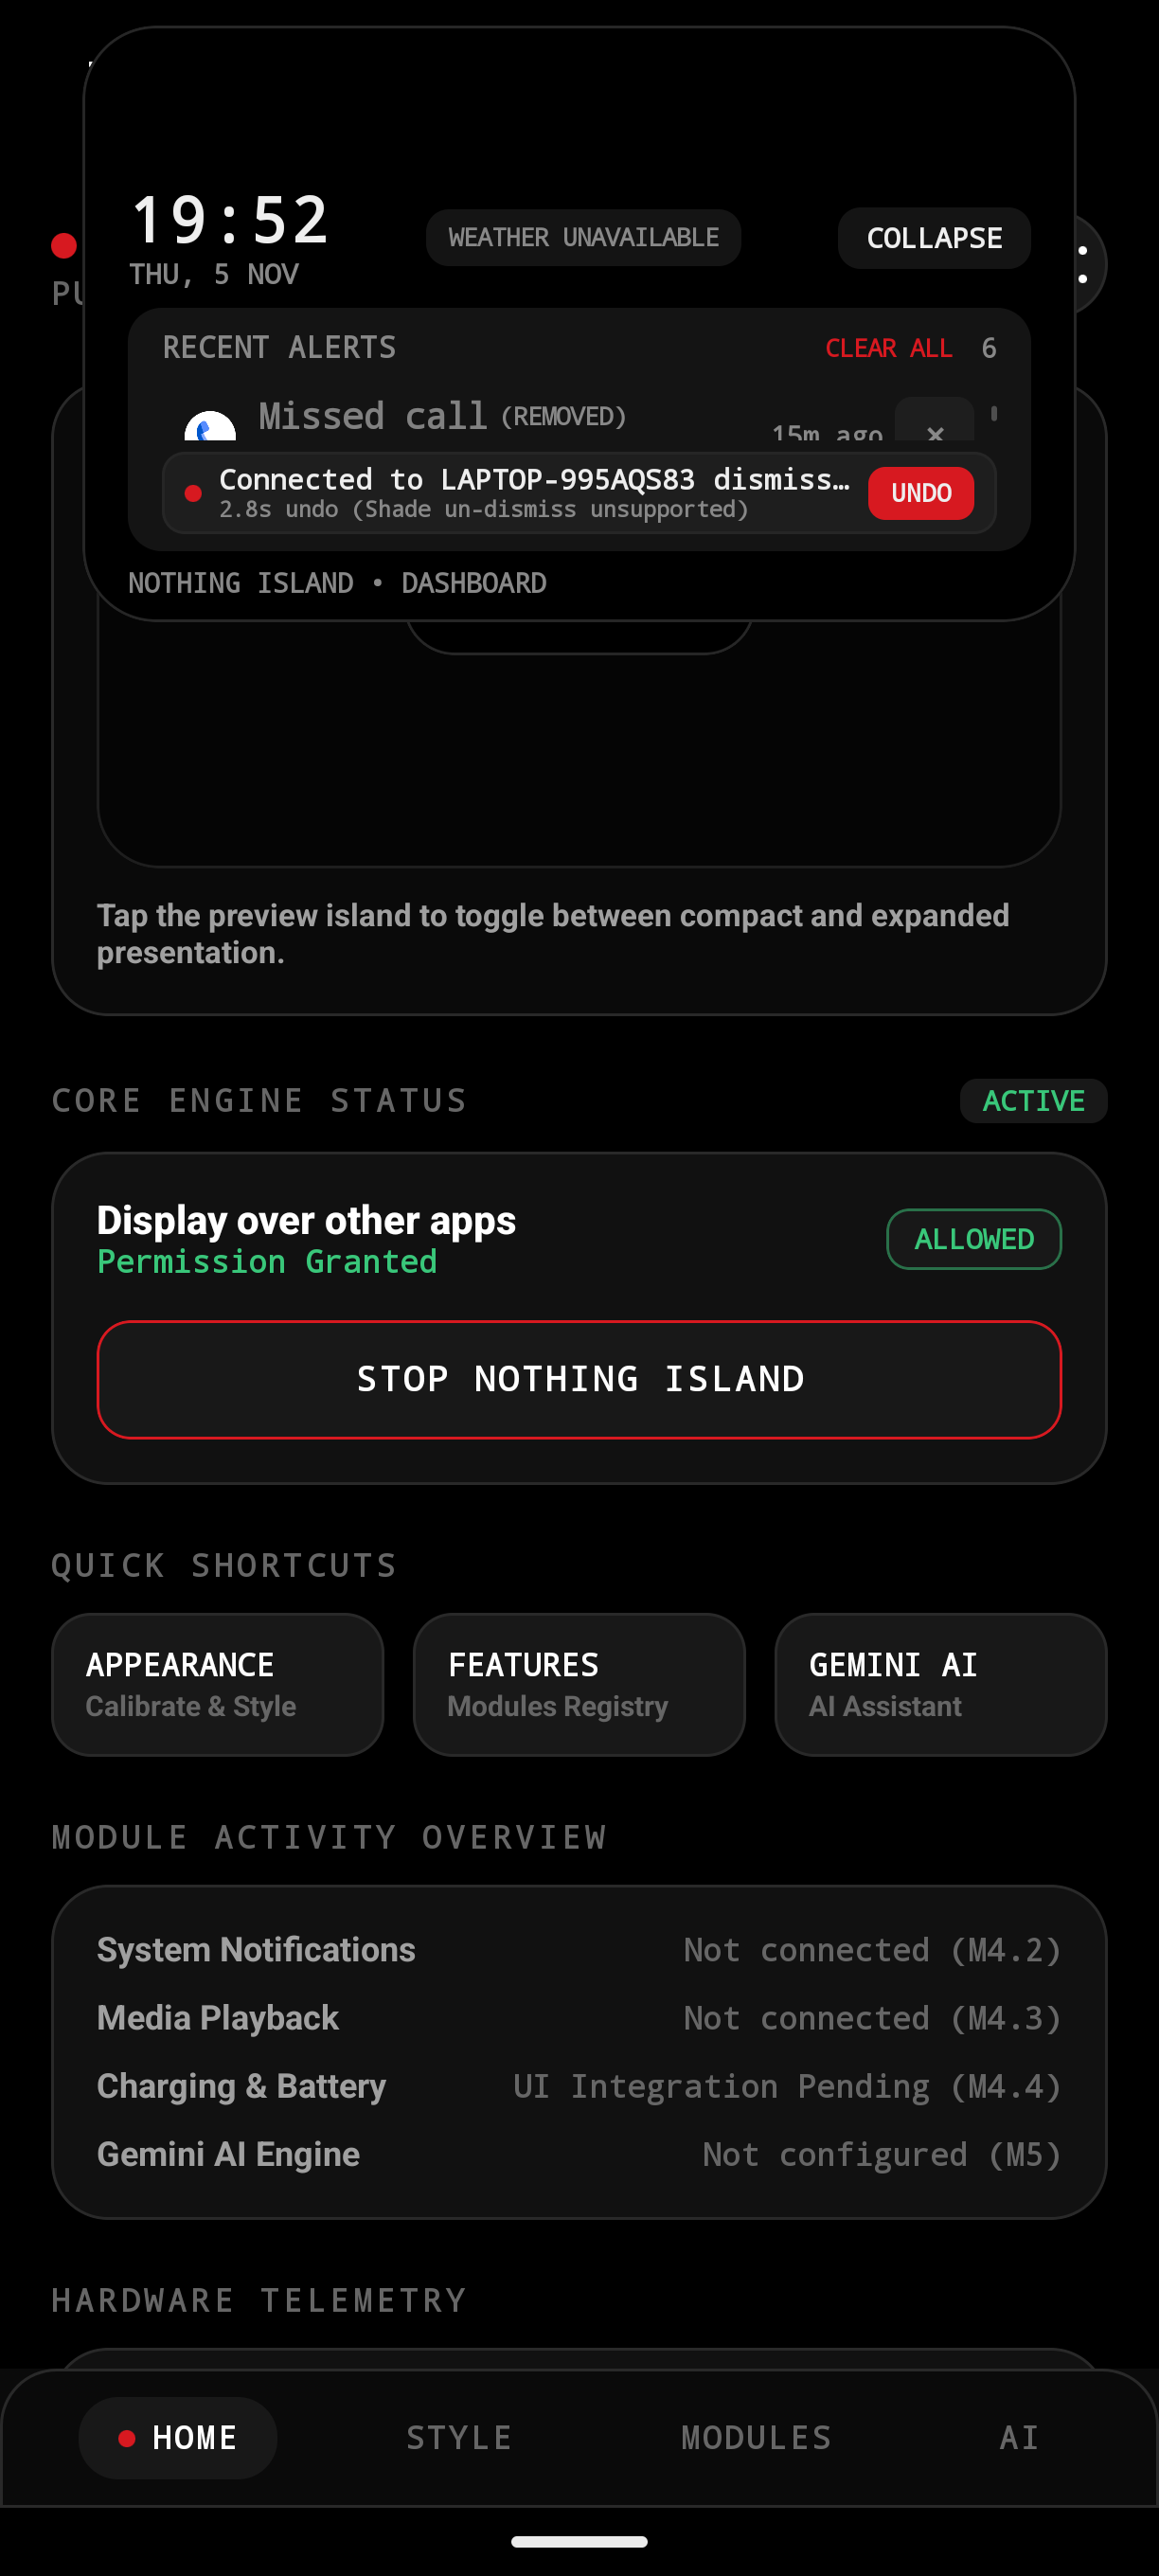 19:52
THU, 5 NOV
WEATHER UNAVAILABLE
COLLAPSE
RECENT ALERTS
CLEAR ALL 6
Missed call (REMOVED)
15m ago
×
Connected to LAPTOP-995AQS83 dismiss…
2.8s undo (Shade un-dismiss unsupported)
UNDO
NOTHING ISLAND • DASHBOARD
Tap the preview island to toggle between compact and expanded
presentation.
CORE ENGINE STATUS
ACTIVE
Display over other apps
Permission Granted
ALLOWED
STOP NOTHING ISLAND
QUICK SHORTCUTS
APPEARANCE
Calibrate & Style
FEATURES
Modules Registry
GEMINI AI
AI Assistant
MODULE ACTIVITY OVERVIEW
System Notifications Not connected (M4.2)
Media Playback Not connected (M4.3)
Charging & Battery UI Integration Pending (M4.4)
Gemini AI Engine Not configured (M5)
HARDWARE TELEMETRY
HOME STYLE MODULES AI